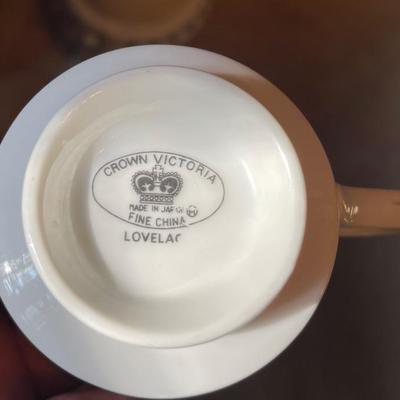 CROWN VICTORIA
MADE IN JAPAN
FINE CHINA
LOVELAC